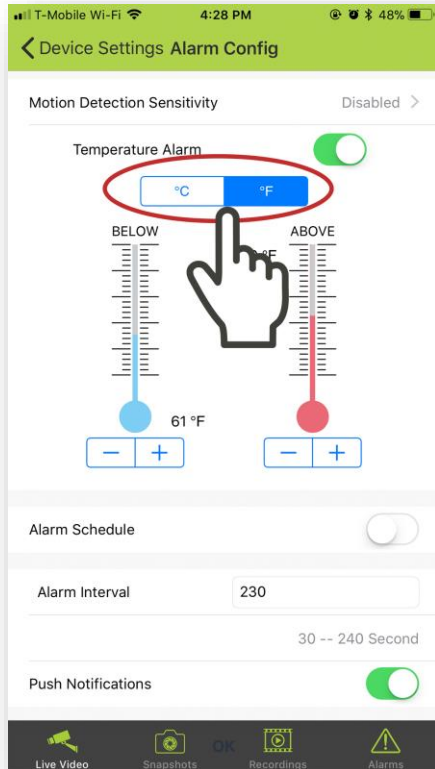 T-Mobile Wi-Fi 4:28 PM 48%
Device Settings Alarm Config
Motion Detection Sensitivity Disabled >
Temperature Alarm
°C °F
BELOW ABOVE
°F
61 °F
− + − +
Alarm Schedule
Alarm Interval 230
30 -- 240 Second
Push Notifications
OK
Live Video Snapshots Recordings Alarms